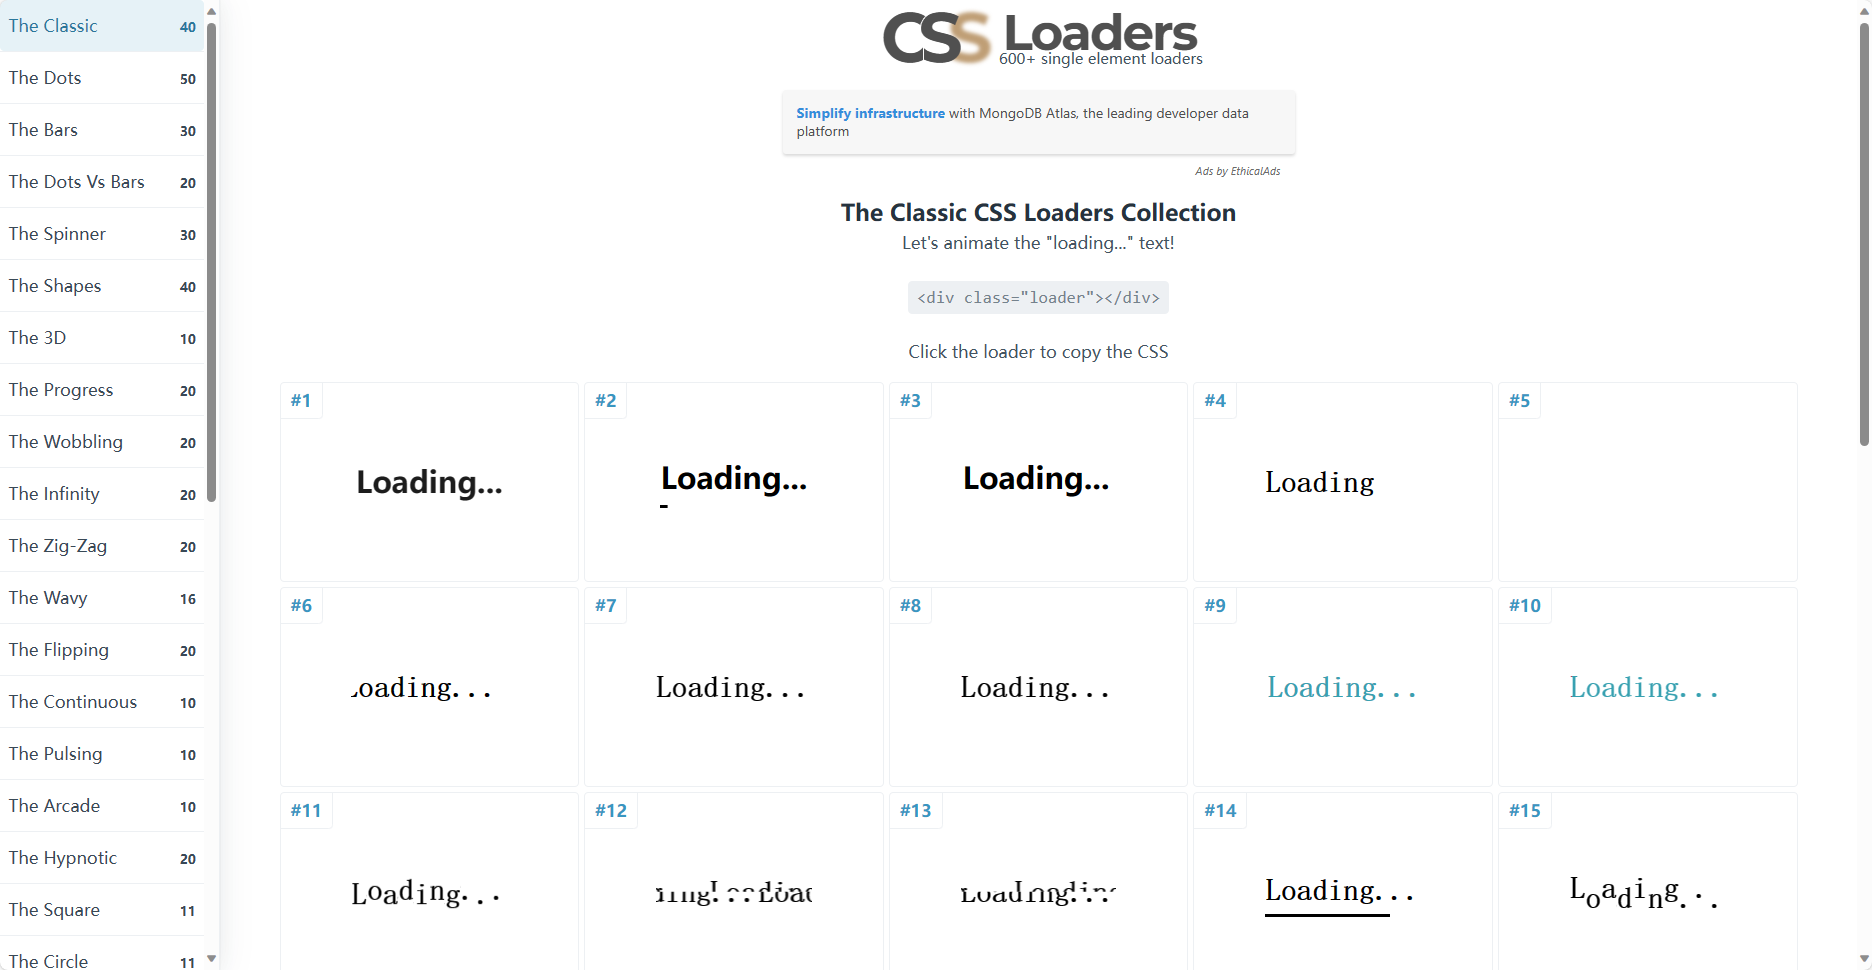 The Classic 40
The Dots 50
The Bars 30
The Dots Vs Bars 20
The Spinner 30
The Shapes 40
The 3D 10
The Progress 20
The Wobbling 20
The Infinity 20
The Zig-Zag 20
The Wavy 16
The Flipping 20
The Continuous 10
The Pulsing 10
The Arcade 10
The Hypnotic 20
The Square 11
The Circle 11
CSS Loaders
600+ single element loaders
Simplify infrastructure with MongoDB Atlas, the leading developer data
platform
Ads by EthicalAds
The Classic CSS Loaders Collection
Let's animate the "loading..." text!
<div class="loader"></div>
Click the loader to copy the CSS
#1 #2 #3 #4 #5
Loading... Loading... Loading... Loading
#6 #7 #8 #9 #10
Loading... Loading... Loading... Loading... Loading...
#11 #12 #13 #14 #15
Loading... Loading... Loading...